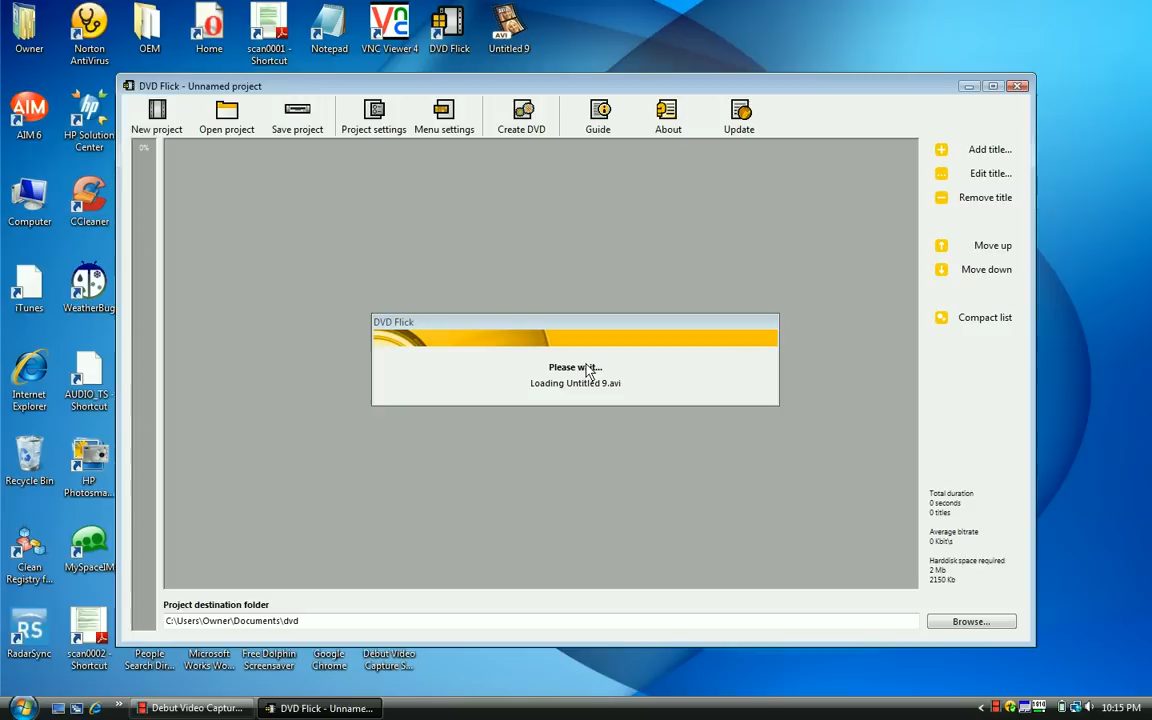 Owner
Norton AntiVirus
OEM
Home
scan0001 - Shortcut
Notepad
VNC Viewer 4
DVD Flick
Untitled 9
AVI
DVD Flick - Unnamed project
New project
Open project
Save project
Project settings
Menu settings
Create DVD
Guide
About
Update
0%
Add title...
Edit title...
Remove title
Move up
Move down
Compact list
DVD Flick
Please wait...
Loading Untitled 9.avi
Total duration
0 seconds
0 titles
Average bitrate
0 Kbit\s
Harddisk space required
2 Mb
2150 Kb
Project destination folder
C:\Users\Owner\Documents\dvd
Browse...
AIM
AIM 6
HP Solution Center
Computer
CCleaner
iTunes
WeatherBug
Internet Explorer
AUDIO_TS - Shortcut
Recycle Bin
HP Photosma...
Clean Registry f...
MySpaceIM
RS
RadarSync
scan0002 - Shortcut
People Search Dir...
Microsoft Works Wo...
Free Dolphin Screensaver
Google Chrome
Debut Video Capture S...
Debut Video Captur...
DVD Flick - Unname...
10:15 PM